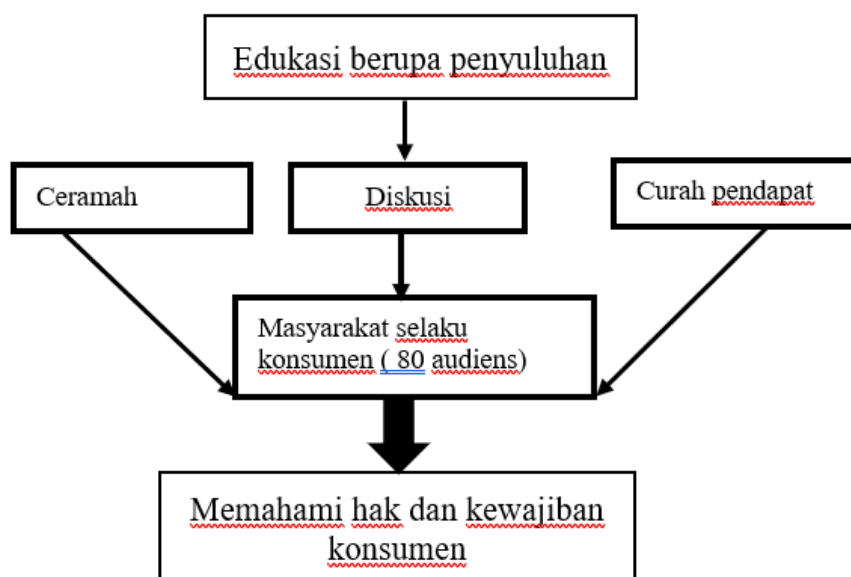 Edukasi berupa penyuluhan
Ceramah
Diskusi
Curah pendapat
Masyarakat selaku
konsumen ( 80 audiens)
Memahami hak dan kewajiban
konsumen